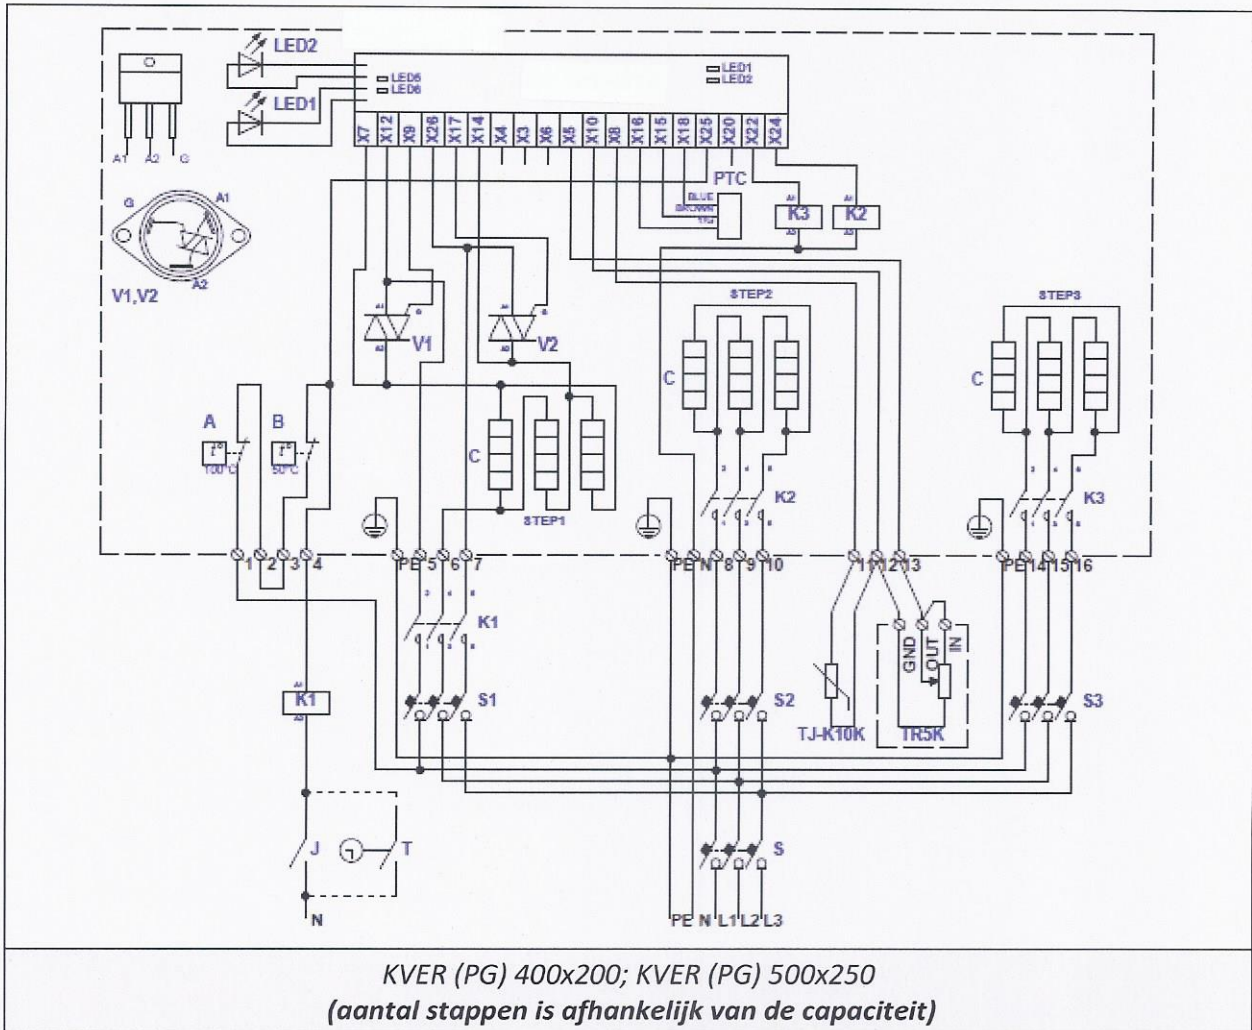 LED2
LED5
LED6
LED1
LED2
LED1
X7 X12 X9 X26 X17 X14 X4 X3 X6 X5 X10 X8 X16 X15 X18 X25 X20 X22 X24
A1 A2 G
PTC
BLUE
BROWN
G A1
A2
V1,V2
K3 K2
V1 V2
STEP2 STEP3
C C
A B
t° t°
100°C 50°C
C
STEP1
K2 K3
1 2 3 4 PE 5 6 7 PE N 8 9 10 11 12 13 PE 14 15 16
K1
GND OUT IN
K1
S1 S2 S3
TJ-K10K TR5K
J T S
N
PE N L1 L2 L3
KVER (PG) 400x200; KVER (PG) 500x250
(aantal stappen is afhankelijk van de capaciteit)